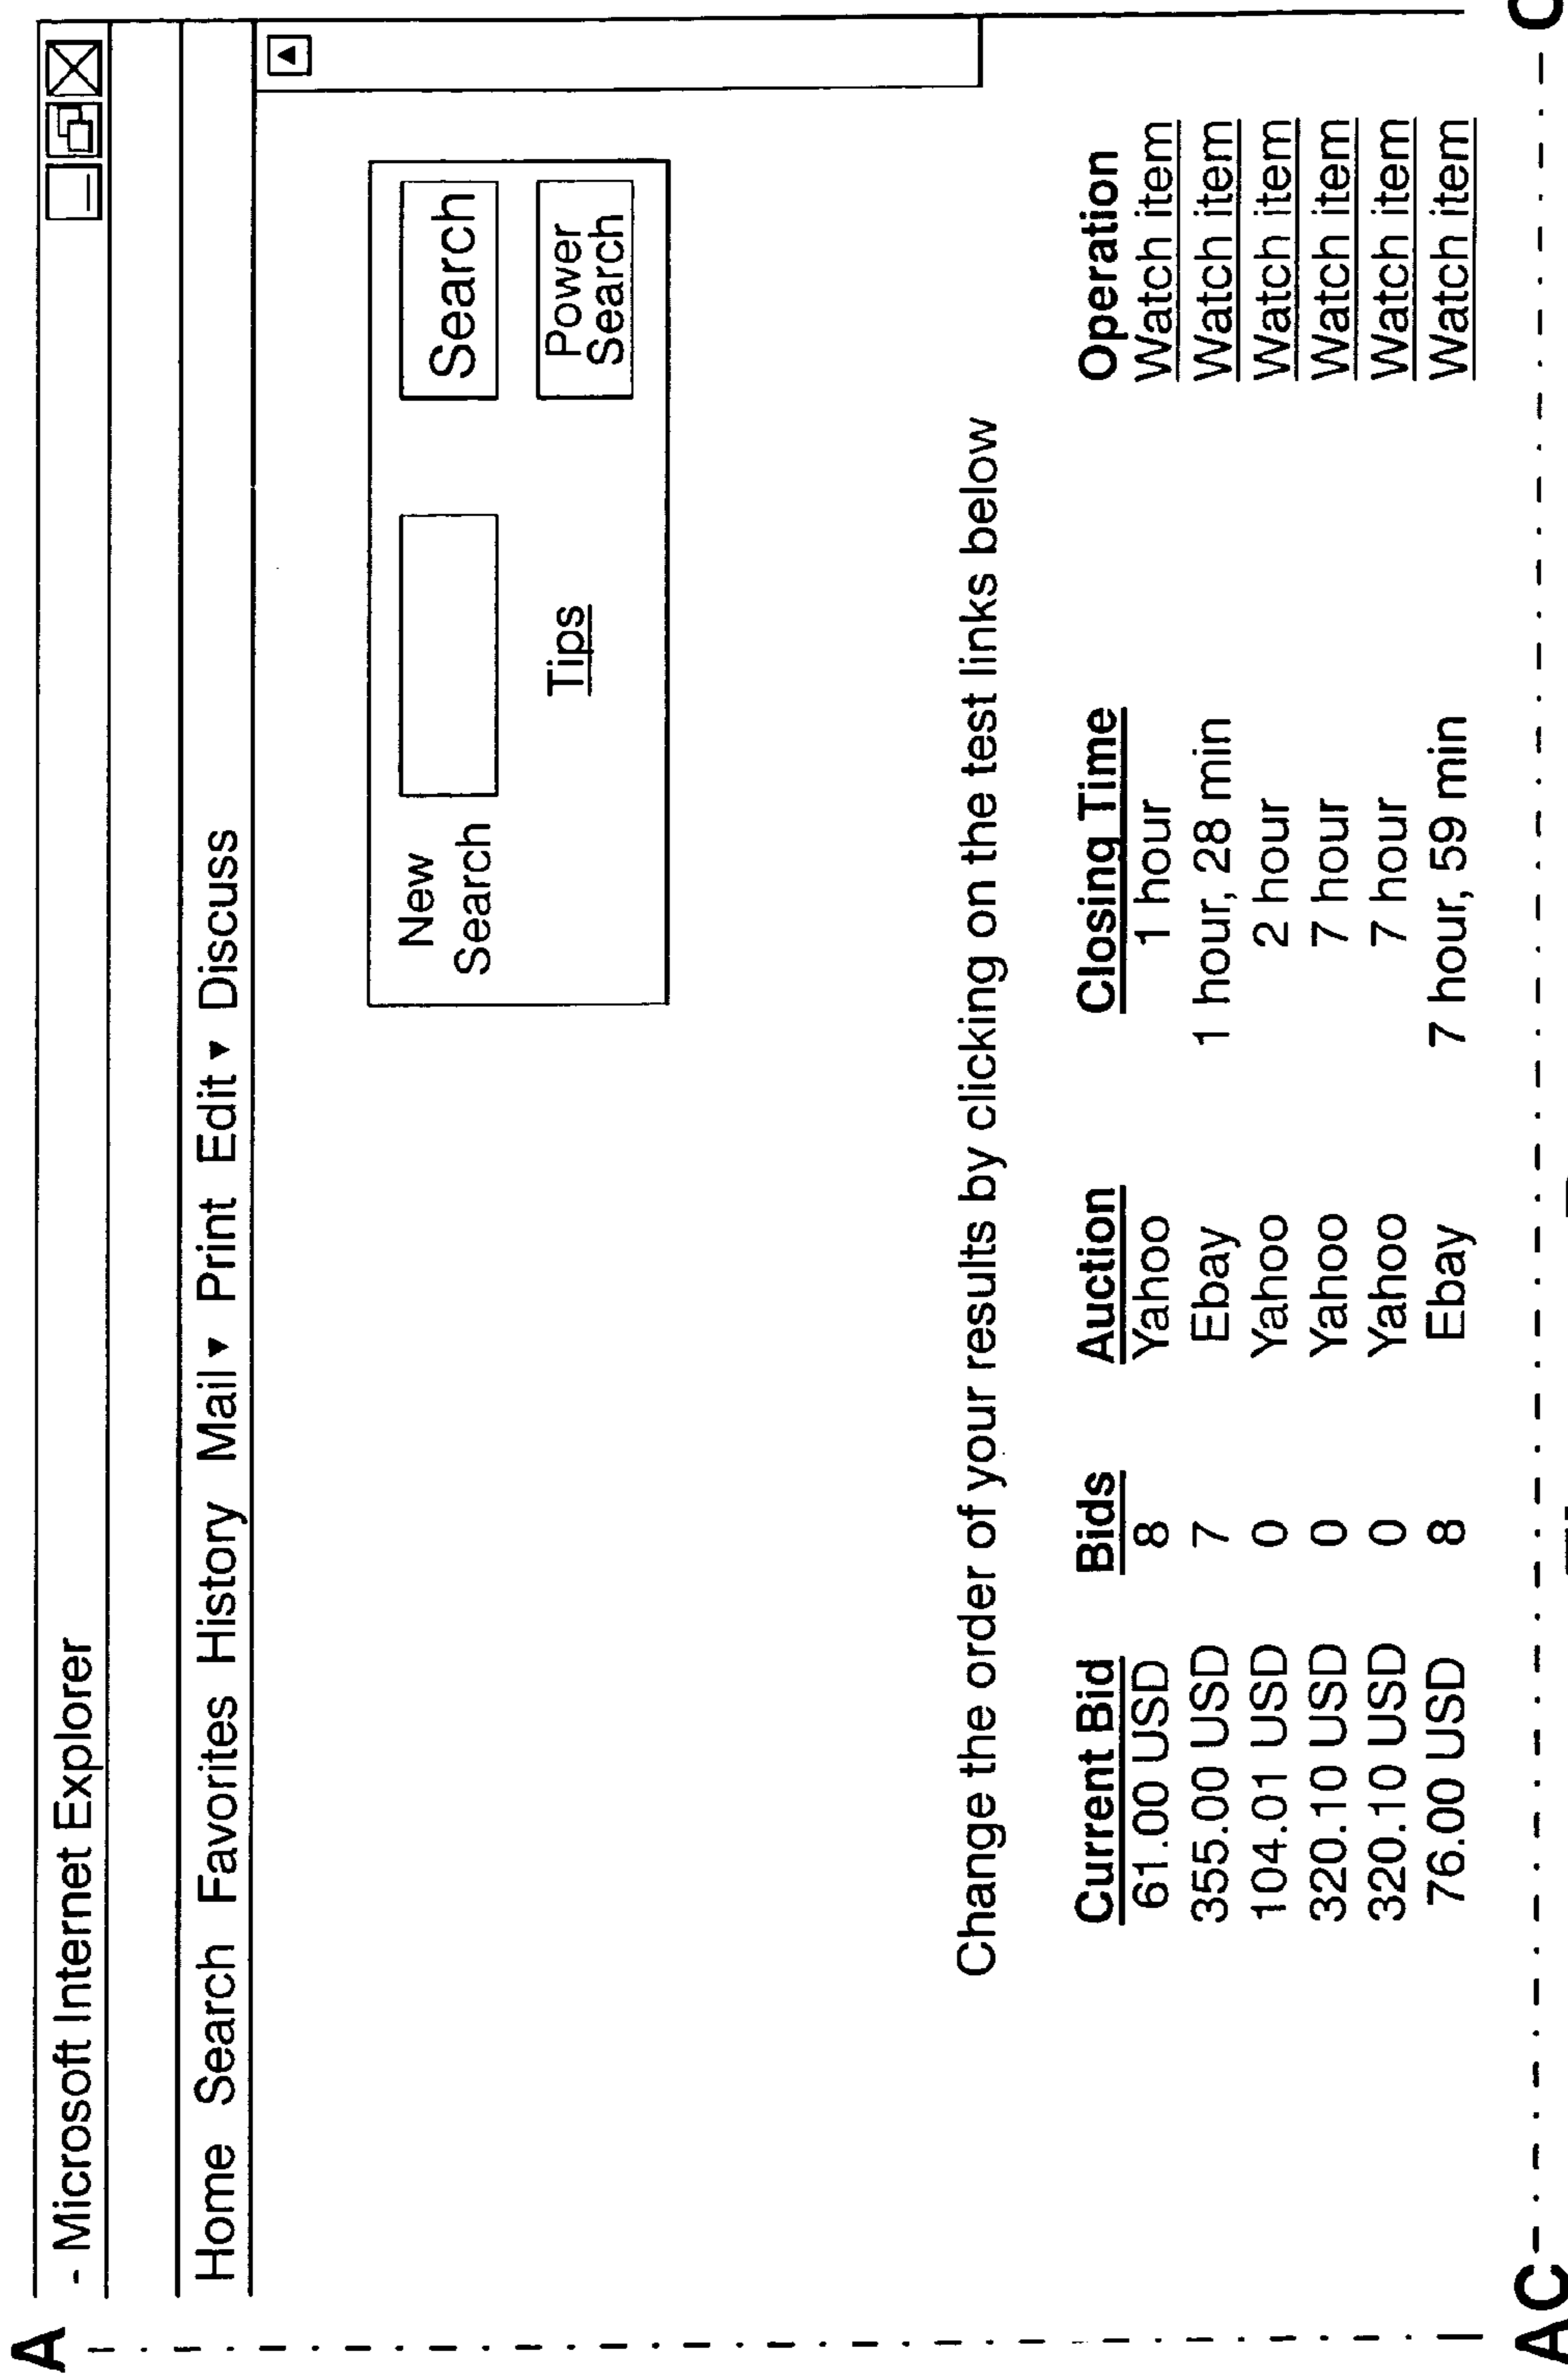 A
- Microsoft Internet Explorer
Home Search Favorites History Mail ▾ Print Edit ▾ Discuss
New Search
Search
Tips
Power Search
Change the order of your results by clicking on the test links below
Current Bid Bids Auction Closing Time Operation
61.00 USD 8 Yahoo 1 hour Watch item
355.00 USD 7 Ebay 1 hour, 28 min Watch item
104.01 USD 0 Yahoo 2 hour Watch item
320.10 USD 0 Yahoo 7 hour Watch item
320.10 USD 0 Yahoo 7 hour Watch item
76.00 USD 8 Ebay 7 hour, 59 min Watch item
AC